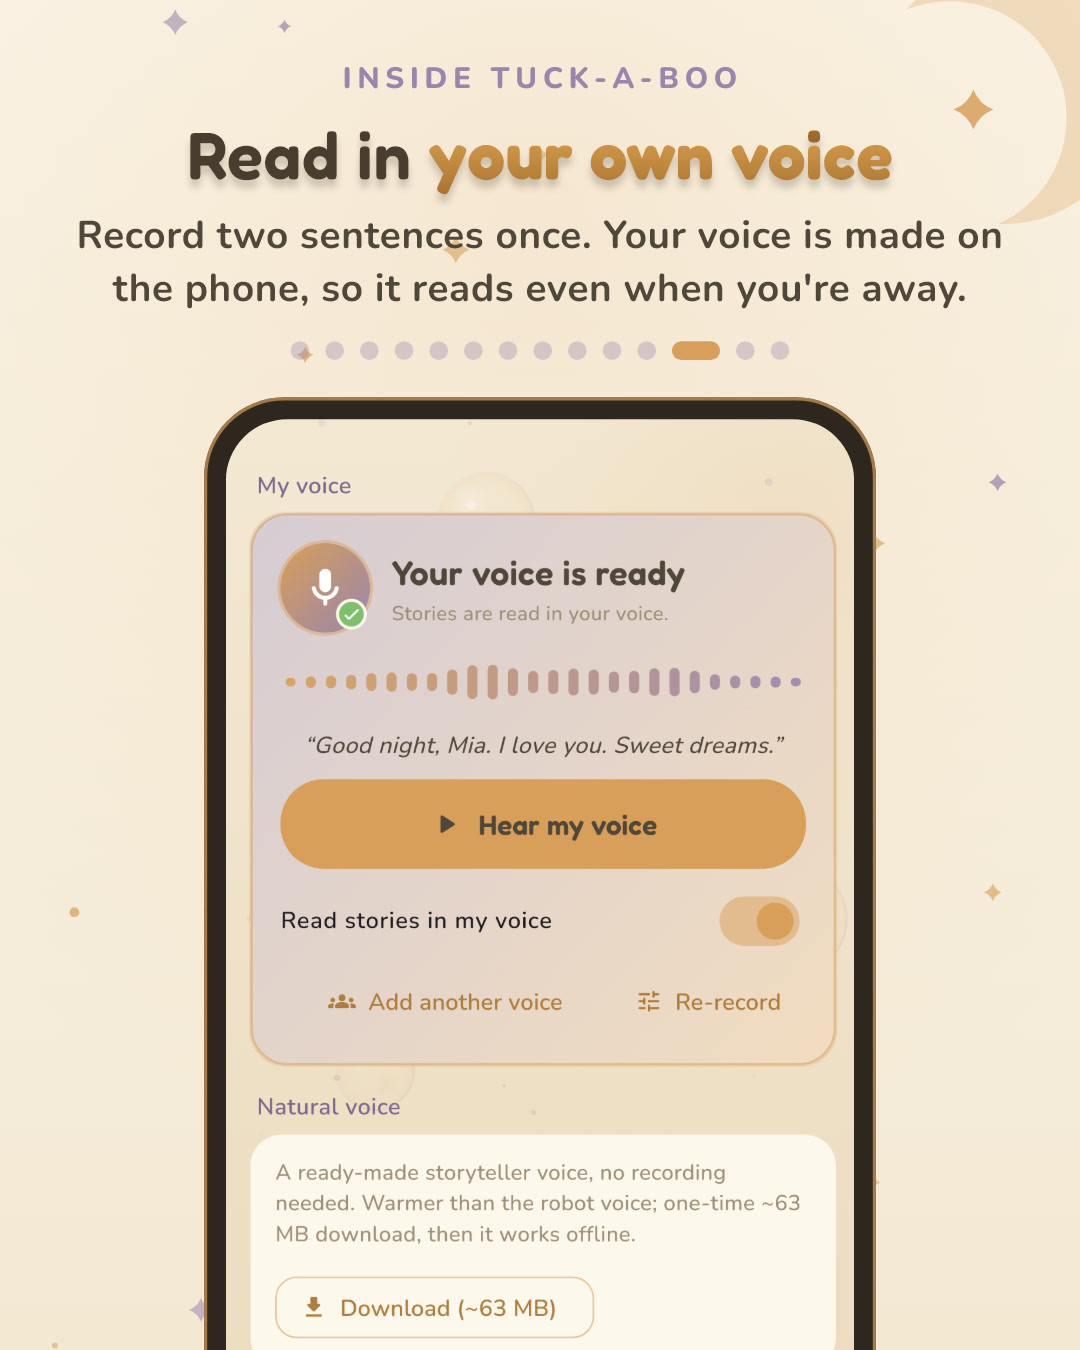 INSIDE TUCK-A-BOO
Read in your own voice
Record two sentences once. Your voice is made on
the phone, so it reads even when you're away.
My voice
Your voice is ready
Stories are read in your voice.
“Good night, Mia. I love you. Sweet dreams.”
Hear my voice
Read stories in my voice
Add another voice
Re-record
Natural voice
A ready-made storyteller voice, no recording
needed. Warmer than the robot voice; one-time ~63
MB download, then it works offline.
Download (~63 MB)